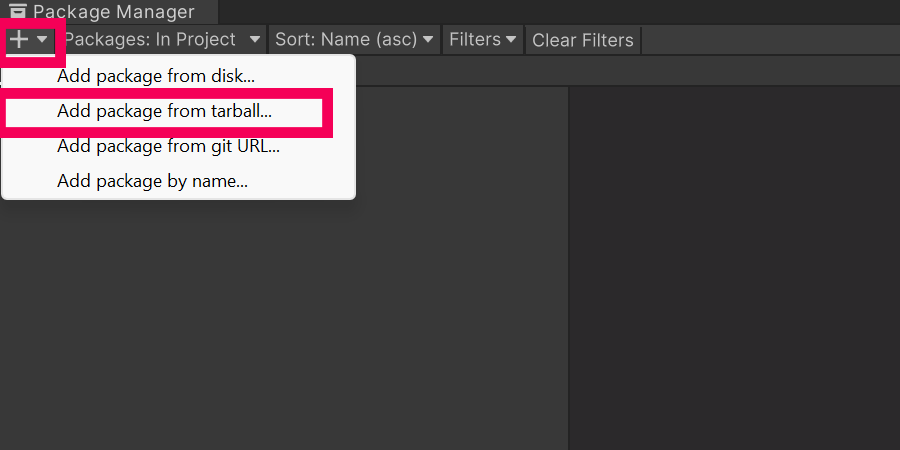 Package Manager
Packages: In Project Sort: Name (asc) Filters Clear Filters
Add package from disk...
Add package from tarball...
Add package from git URL...
Add package by name...